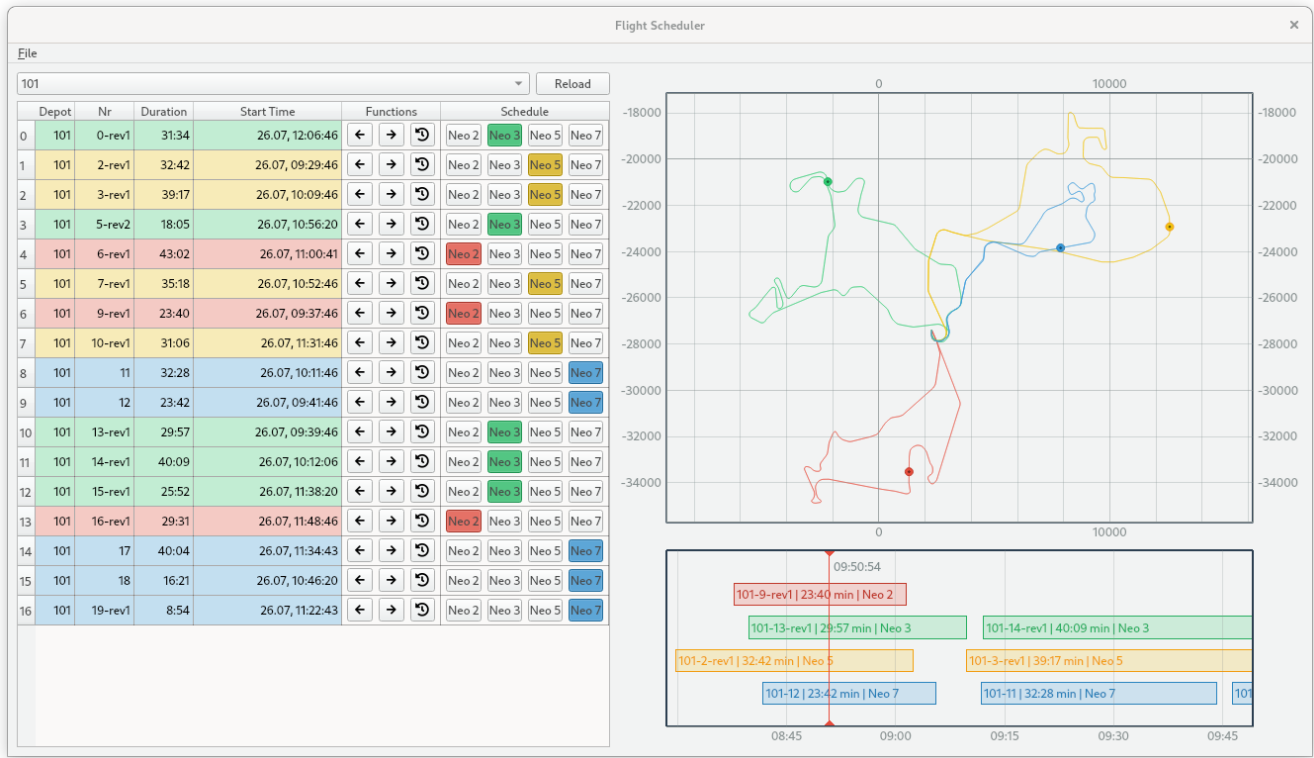 Flight Scheduler
File
101
Reload
Depot Nr Duration Start Time Functions Schedule
0 101 0-rev1 31:34 26.07, 12:06:46 Neo 2 Neo 3 Neo 5 Neo 7
1 101 2-rev1 32:42 26.07, 09:29:46 Neo 2 Neo 3 Neo 5 Neo 7
2 101 3-rev1 39:17 26.07, 10:09:46 Neo 2 Neo 3 Neo 5 Neo 7
3 101 5-rev2 18:05 26.07, 10:56:20 Neo 2 Neo 3 Neo 5 Neo 7
4 101 6-rev1 43:02 26.07, 11:00:41 Neo 2 Neo 3 Neo 5 Neo 7
5 101 7-rev1 35:18 26.07, 10:52:46 Neo 2 Neo 3 Neo 5 Neo 7
6 101 9-rev1 23:40 26.07, 09:37:46 Neo 2 Neo 3 Neo 5 Neo 7
7 101 10-rev1 31:06 26.07, 11:31:46 Neo 2 Neo 3 Neo 5 Neo 7
8 101 11 32:28 26.07, 10:11:46 Neo 2 Neo 3 Neo 5 Neo 7
9 101 12 23:42 26.07, 09:41:46 Neo 2 Neo 3 Neo 5 Neo 7
10 101 13-rev1 29:57 26.07, 09:39:46 Neo 2 Neo 3 Neo 5 Neo 7
11 101 14-rev1 40:09 26.07, 10:12:06 Neo 2 Neo 3 Neo 5 Neo 7
12 101 15-rev1 25:52 26.07, 11:38:20 Neo 2 Neo 3 Neo 5 Neo 7
13 101 16-rev1 29:31 26.07, 11:48:46 Neo 2 Neo 3 Neo 5 Neo 7
14 101 17 40:04 26.07, 11:34:43 Neo 2 Neo 3 Neo 5 Neo 7
15 101 18 16:21 26.07, 10:46:20 Neo 2 Neo 3 Neo 5 Neo 7
16 101 19-rev1 8:54 26.07, 11:22:43 Neo 2 Neo 3 Neo 5 Neo 7
0 10000
-18000 -18000
-20000 -20000
-22000 -22000
-24000 -24000
-26000 -26000
-28000 -28000
-30000 -30000
-32000 -32000
-34000 -34000
0 10000
09:50:54
101-9-rev1 | 23:40 min | Neo 2
101-13-rev1 | 29:57 min | Neo 3 101-14-rev1 | 40:09 min | Neo 3
101-2-rev1 | 32:42 min | Neo 5 101-3-rev1 | 39:17 min | Neo 5
101-12 | 23:42 min | Neo 7 101-11 | 32:28 min | Neo 7 101
08:45 09:00 09:15 09:30 09:45